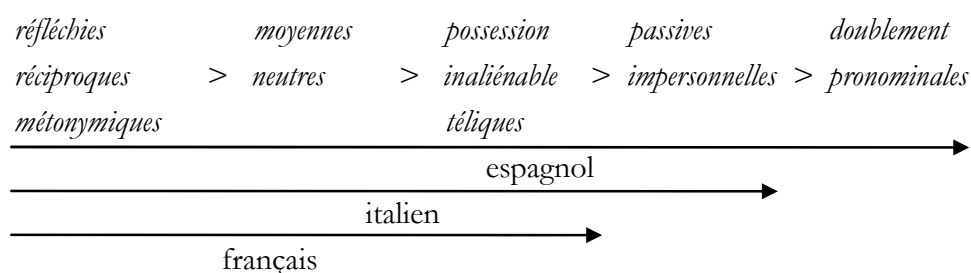 réfléchies moyennes possession passives doublement
réciproques > neutres > inaliénable > impersonnelles > pronominales
métonymiques téliques
espagnol
italien
français